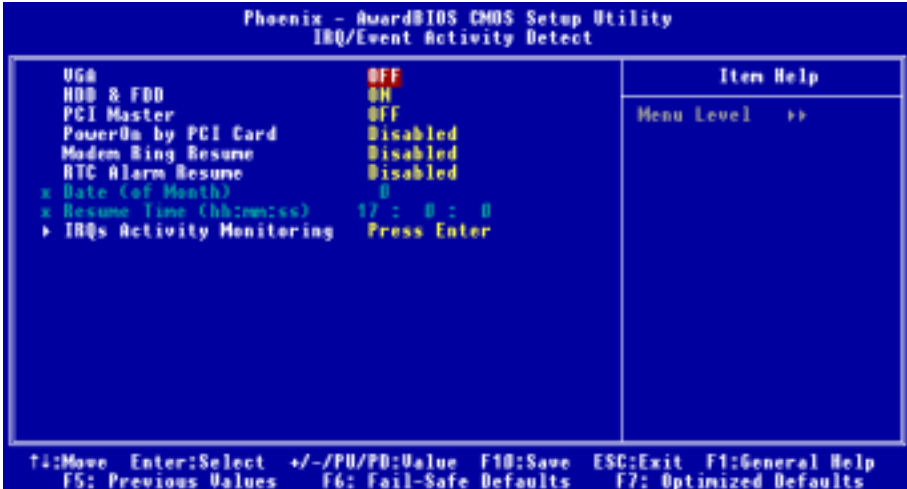 Phoenix - AwardBIOS CMOS Setup Utility
IRQ/Event Activity Detect
VGA OFF
HDD & FDD ON
PCI Master OFF
PowerOn by PCI Card Disabled
Modem Ring Resume Disabled
RTC Alarm Resume Disabled
x Date (of Month) 0
x Resume Time (hh:mm:ss) 17 : 0 : 0
▸ IRQs Activity Monitoring Press Enter
Item Help
Menu Level ▸▸
↑↓:Move Enter:Select +/-/PU/PD:Value F10:Save ESC:Exit F1:General Help
F5: Previous Values F6: Fail-Safe Defaults F7: Optimized Defaults